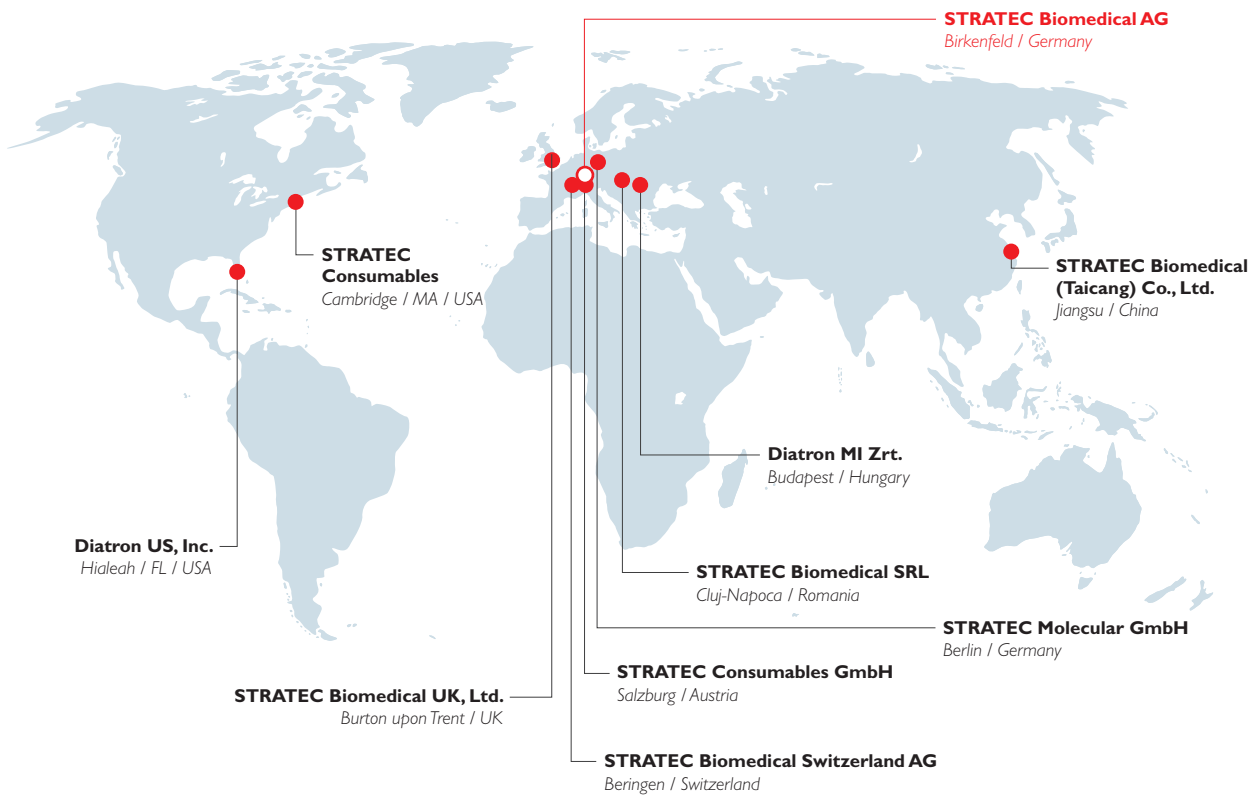 STRATEC Biomedical AG
Birkenfeld / Germany
STRATEC
Consumables
Cambridge / MA / USA
STRATEC Biomedical
(Taicang) Co., Ltd.
Jiangsu / China
Diatron MI Zrt.
Budapest / Hungary
Diatron US, Inc.
Hialeah / FL / USA
STRATEC Biomedical SRL
Cluj-Napoca / Romania
STRATEC Molecular GmbH
Berlin / Germany
STRATEC Consumables GmbH
Salzburg / Austria
STRATEC Biomedical UK, Ltd.
Burton upon Trent / UK
STRATEC Biomedical Switzerland AG
Beringen / Switzerland